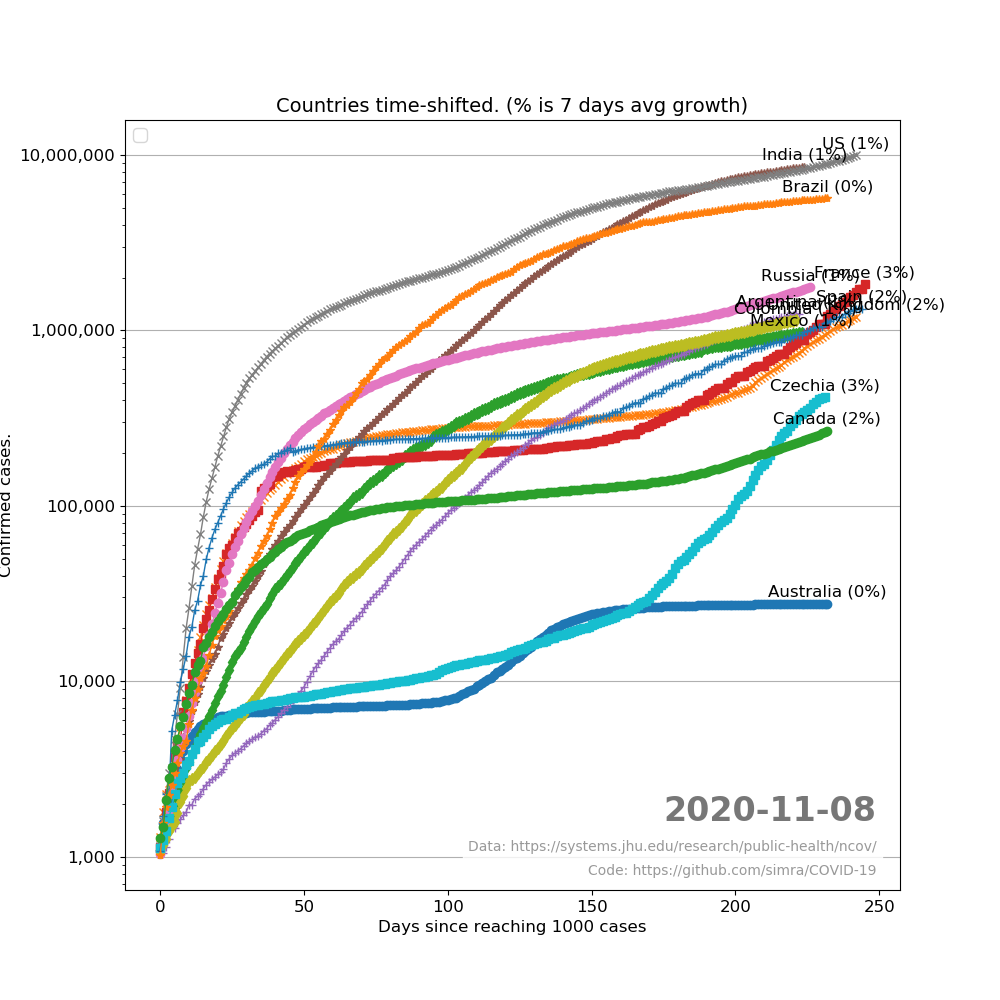 Countries time-shifted. (% is 7 days avg growth)
10,000,000
1,000,000
100,000
10,000
1,000
Confirmed cases.
US (1%)
India (1%)
Brazil (0%)
France (3%)
Russia (1%)
Spain (2%)
Kingdom (2%)
Argentina
Colombia
Mexico (1%)
Czechia (3%)
Canada (2%)
Australia (0%)
2020-11-08
Data: https://systems.jhu.edu/research/public-health/ncov/
Code: https://github.com/simra/COVID-19
0 50 100 150 200 250
Days since reaching 1000 cases